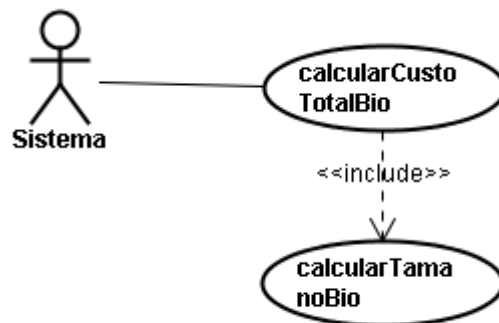 calcularCusto
TotalBio
Sistema
<<include>>
calcularTama
noBio